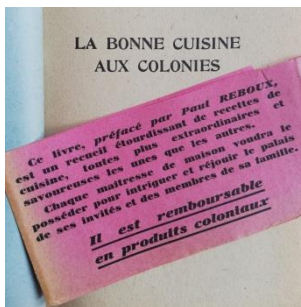 LA BONNE CUISINE
AUX COLONIES
Ce livre, préfacé par Paul REBOUX,
est un recueil étourdissant de recettes de
cuisine, toutes plus extraordinaires et
savoureuses les unes que les autres.
Chaque maîtresse de maison voudra le
posséder pour intriguer et réjouir le palais
de ses invités et des membres de sa famille.
Il est remboursable
en produits coloniaux